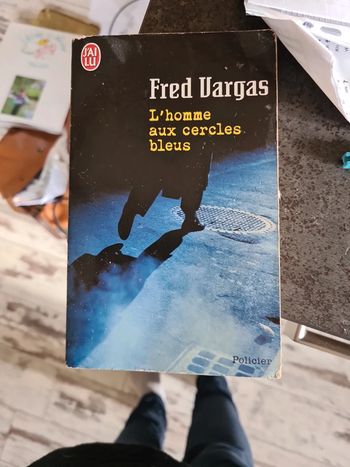 J'AI
LU
Fred Vargas
L'homme
aux cercles
bleus
Policier